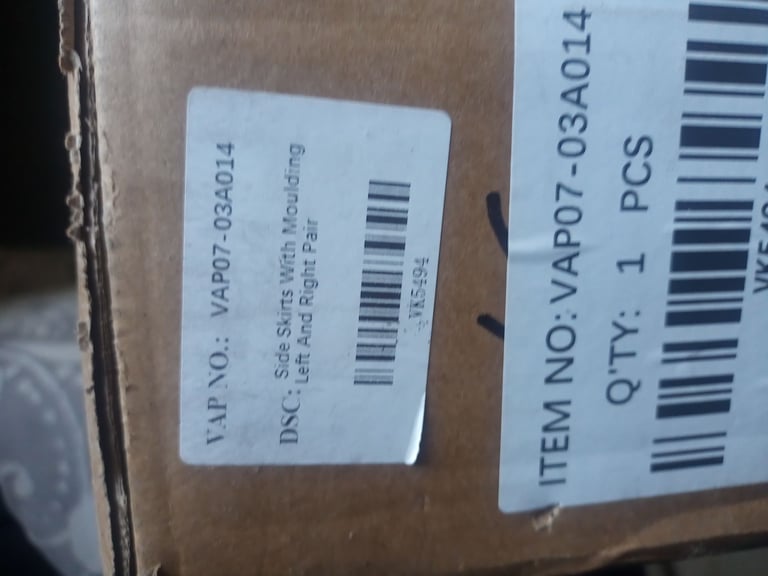 VAP NO.: VAP07-03A014
DSC: Side Skirts With Moulding
Left And Right Pair
VK5494
ITEM NO:VAP07-03A014
Q'TY: 1 PCS